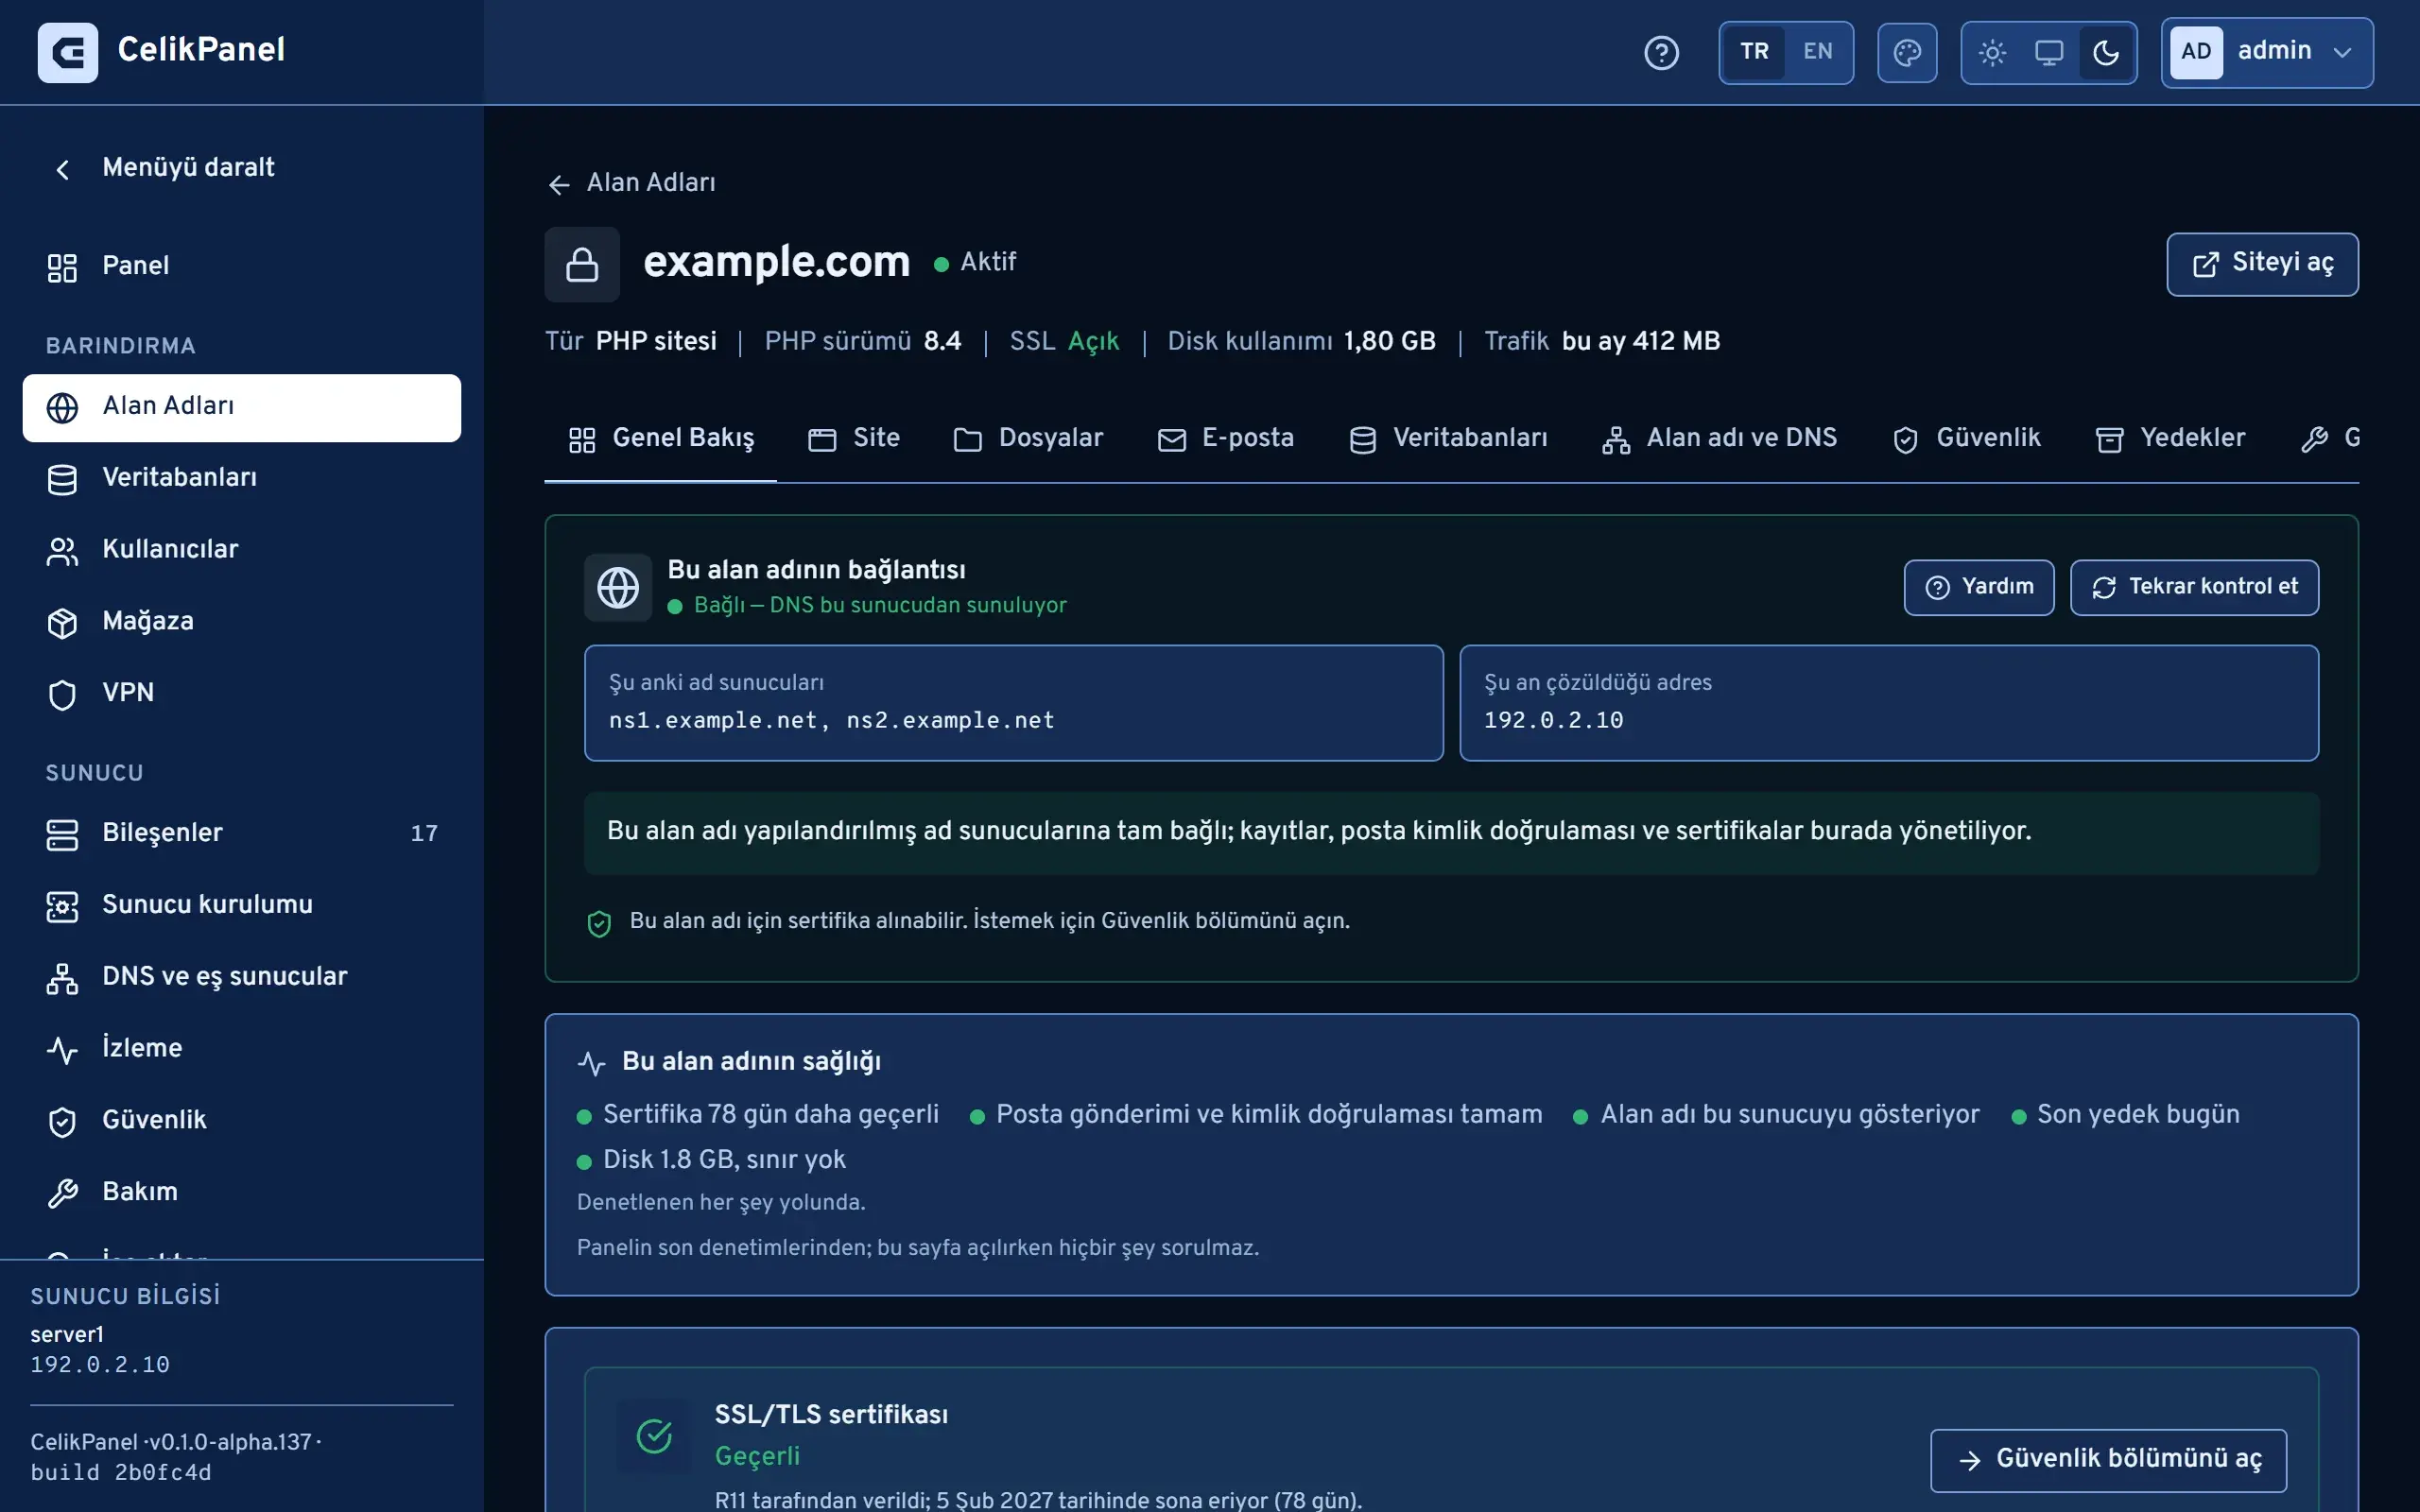 CelikPanel
TR EN
AD admin
Menüyü daralt
Panel
BARINDIRMA
Alan Adları
Veritabanları
Kullanıcılar
Mağaza
VPN
SUNUCU
Bileşenler 17
Sunucu kurulumu
DNS ve eş sunucular
İzleme
Güvenlik
Bakım
SUNUCU BİLGİSİ
server1
192.0.2.10
CelikPanel ·v0.1.0-alpha.137·
build 2b0fc4d
Alan Adları
example.com Aktif
Siteyi aç
Tür PHP sitesi | PHP sürümü 8.4 | SSL Açık | Disk kullanımı 1,80 GB | Trafik bu ay 412 MB
Genel Bakış Site Dosyalar E-posta Veritabanları Alan adı ve DNS Güvenlik Yedekler G
Bu alan adının bağlantısı
Bağlı — DNS bu sunucudan sunuluyor
Yardım Tekrar kontrol et
Şu anki ad sunucuları
ns1.example.net, ns2.example.net
Şu an çözüldüğü adres
192.0.2.10
Bu alan adı yapılandırılmış ad sunucularına tam bağlı; kayıtlar, posta kimlik doğrulaması ve sertifikalar burada yönetiliyor.
Bu alan adı için sertifika alınabilir. İstemek için Güvenlik bölümünü açın.
Bu alan adının sağlığı
Sertifika 78 gün daha geçerli Posta gönderimi ve kimlik doğrulaması tamam Alan adı bu sunucuyu gösteriyor Son yedek bugün
Disk 1.8 GB, sınır yok
Denetlenen her şey yolunda.
Panelin son denetimlerinden; bu sayfa açılırken hiçbir şey sorulmaz.
SSL/TLS sertifikası
Geçerli
R11 tarafından verildi; 5 Şub 2027 tarihinde sona eriyor (78 gün).
Güvenlik bölümünü aç